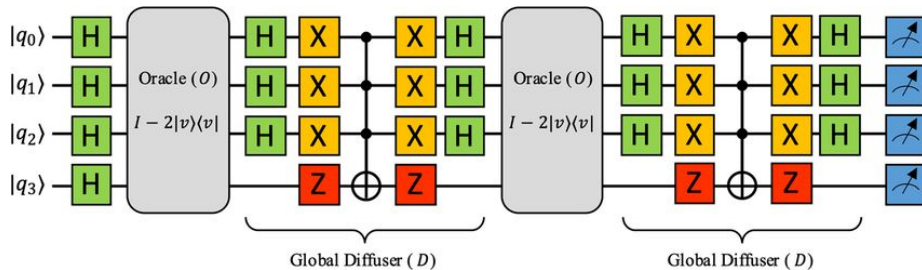 |q₀⟩ H H X X H H X X H
|q₁⟩ H Oracle (O) H X X H Oracle (O) H X X H
I − 2|v⟩⟨v| I − 2|v⟩⟨v|
|q₂⟩ H H X X H H X X H
|q₃⟩ H Z Z Z Z
Global Diffuser (D) Global Diffuser (D)